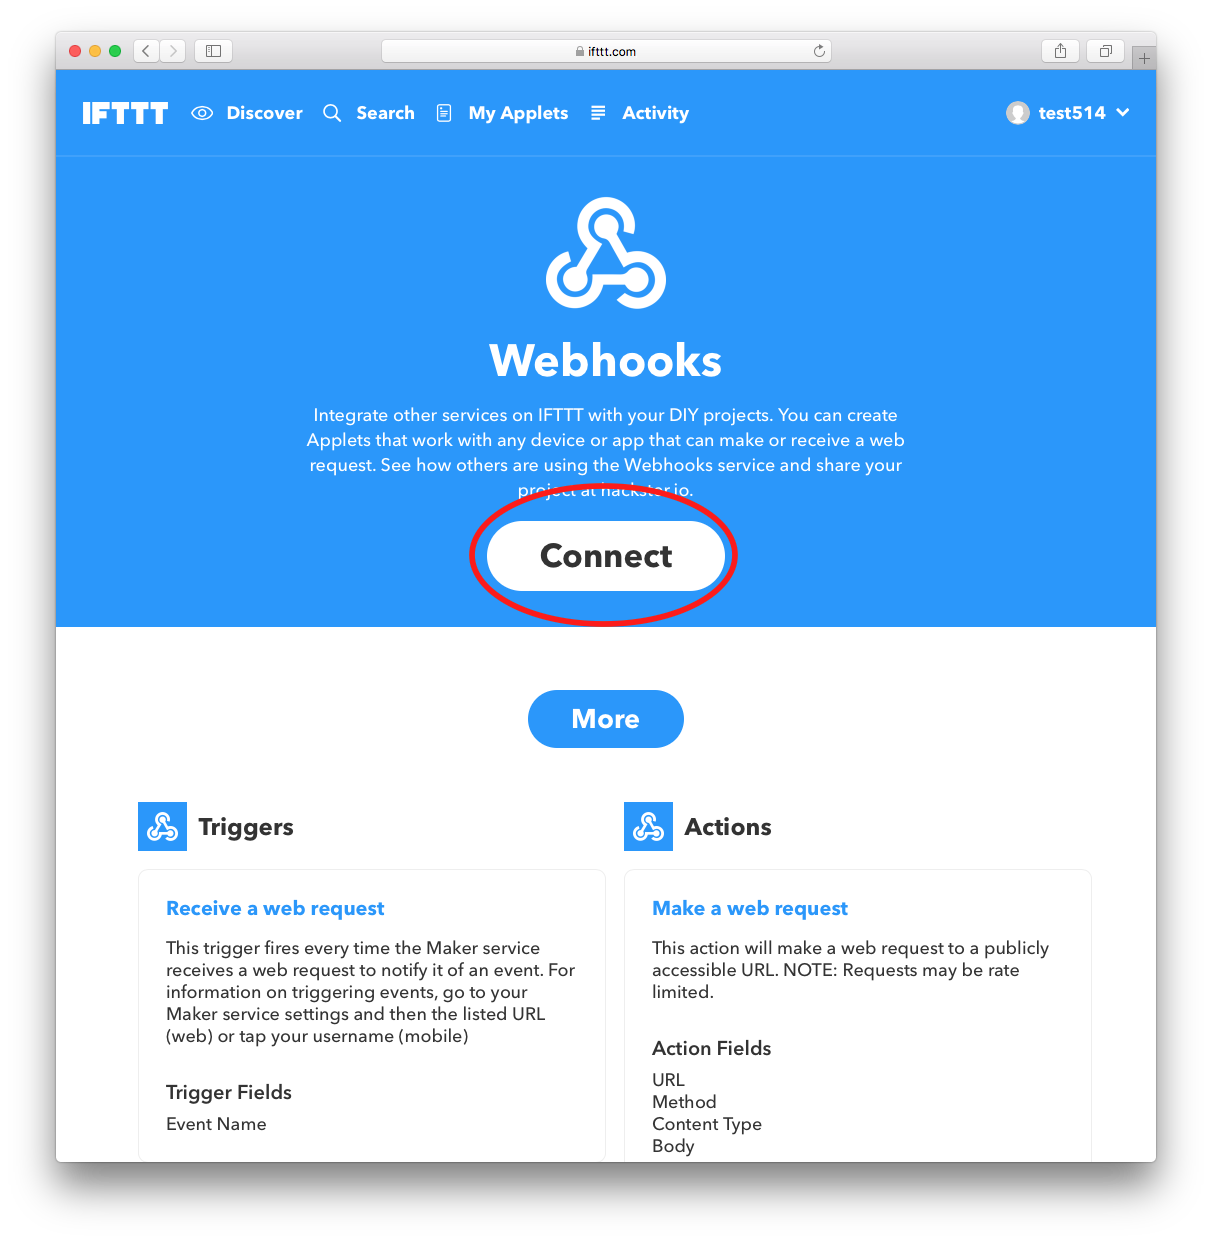 ifttt.com
IFTTT Discover Search My Applets Activity test514
Webhooks
Integrate other services on IFTTT with your DIY projects. You can create
Applets that work with any device or app that can make or receive a web
request. See how others are using the Webhooks service and share your
project at hackster.io.
Connect
More
Triggers
Receive a web request
This trigger fires every time the Maker service
receives a web request to notify it of an event. For
information on triggering events, go to your
Maker service settings and then the listed URL
(web) or tap your username (mobile)
Trigger Fields
Event Name
Actions
Make a web request
This action will make a web request to a publicly
accessible URL. NOTE: Requests may be rate
limited.
Action Fields
URL
Method
Content Type
Body